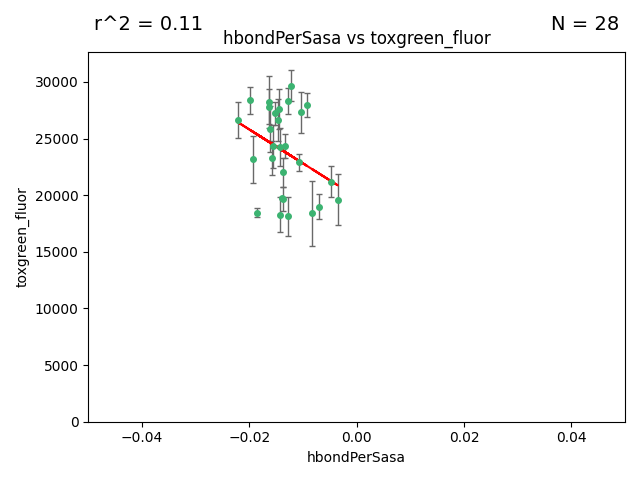 r^2 = 0.11
N = 28
hbondPerSasa vs toxgreen_fluor
30000
25000
20000
15000
10000
5000
0
toxgreen_fluor
−0.04
−0.02
0.00
0.02
0.04
hbondPerSasa